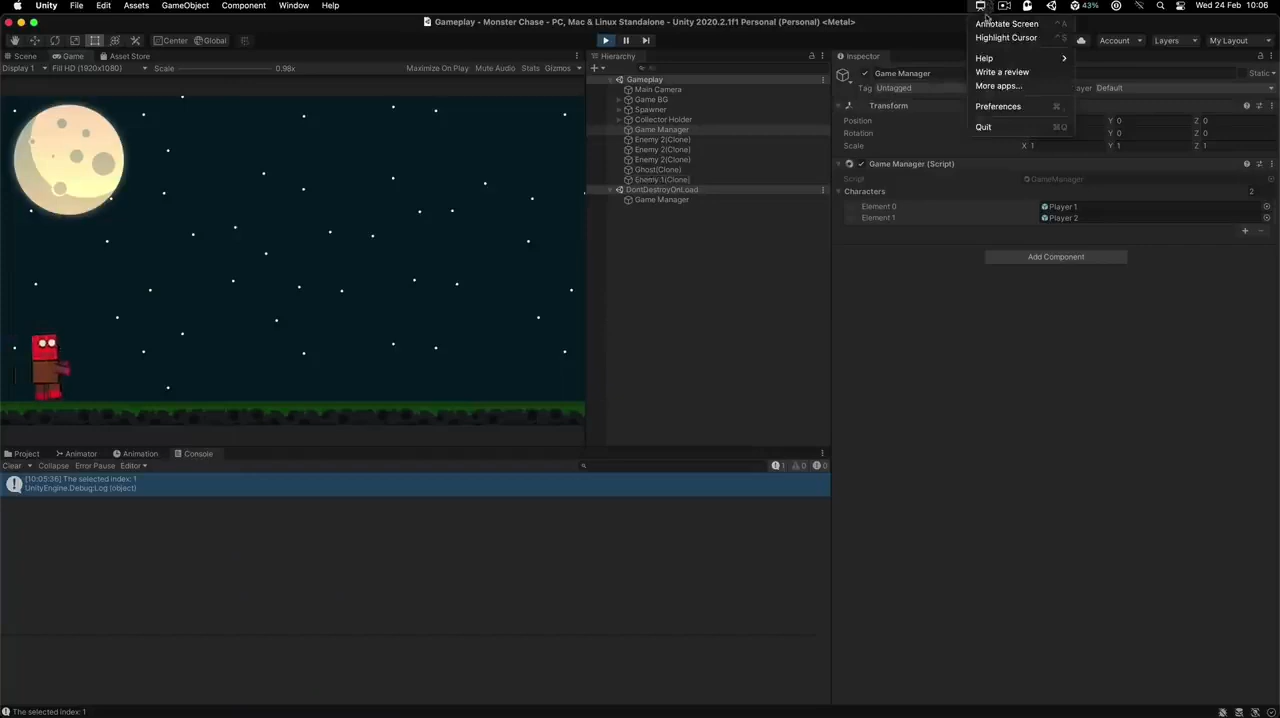 Unity File Edit Assets GameObject Component Window Help 43% Wed 24 Feb 10:06
Gameplay - Monster Chase - PC, Mac & Linux Standalone - Unity 2020.2.1f1 Personal (Personal) <Metal>
Annotate Screen ^ A
Highlight Cursor ^ S
Help
Write a review
More apps...
Preferences ⌘ ,
Quit ⌘Q
Center Global Account Layers My Layout
Scene Game Asset Store
Display 1 Full HD (1920x1080) Scale 0.98x Maximize On Play Mute Audio Stats Gizmos
Hierarchy
All
Gameplay
Main Camera
Game BG
Spawner
Collector Holder
Game Manager
Enemy 2(Clone)
Enemy 2(Clone)
Enemy 2(Clone)
Ghost(Clone)
Enemy 1(Clone)
DontDestroyOnLoad
Game Manager
Inspector
Game Manager Static
Tag Untagged ayer Default
Transform
Position Y 0 Z 0
Rotation Y 0 Z 0
Scale X 1 Y 1 Z 1
Game Manager (Script)
Script GameManager
Characters 2
Element 0 Player 1
Element 1 Player 2
+ -
Add Component
Project Animator Animation Console
Clear Collapse Error Pause Editor 1 0 0
[10:05:36] The selected index: 1
UnityEngine.Debug:Log (object)
The selected index: 1